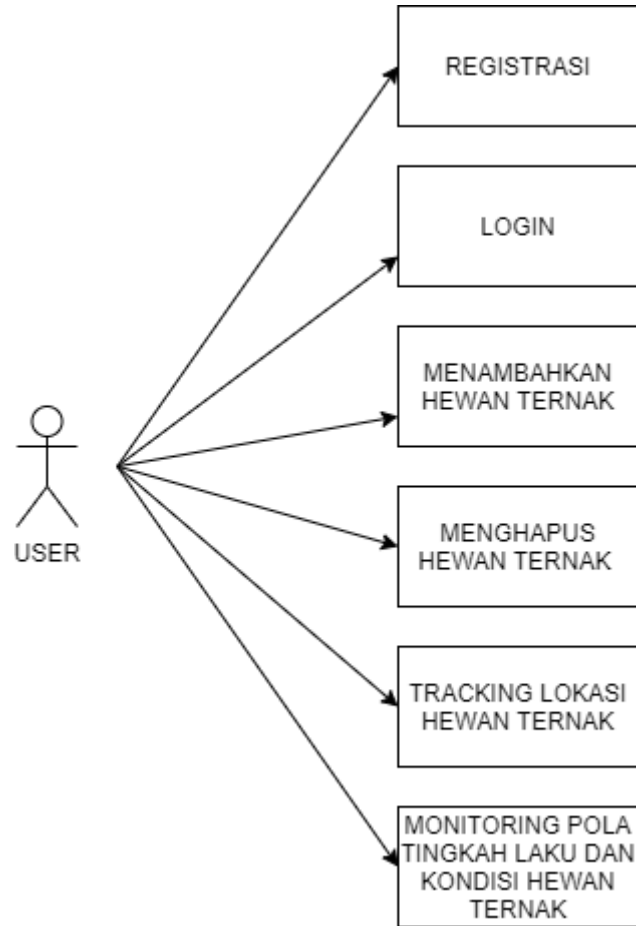 REGISTRASI
LOGIN
MENAMBAHKAN
HEWAN TERNAK
USER
MENGHAPUS
HEWAN TERNAK
TRACKING LOKASI
HEWAN TERNAK
MONITORING POLA
TINGKAH LAKU DAN
KONDISI HEWAN
TERNAK